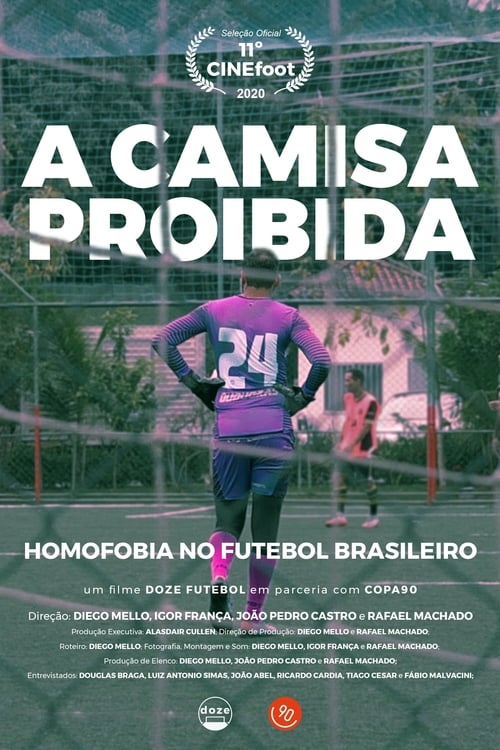 Seleção Oficial
11º
CINEfoot
2020
A CAMISA
PROIBIDA
24
HOMOFOBIA NO FUTEBOL BRASILEIRO
um filme DOZE FUTEBOL em parceria com COPA90
Direção: DIEGO MELLO, IGOR FRANÇA, JOÃO PEDRO CASTRO e RAFAEL MACHADO
Produção Executiva: ALASDAIR CULLEN; Direção de Produção: DIEGO MELLO e RAFAEL MACHADO;
Roteiro: DIEGO MELLO; Fotografia, Montagem e Som: DIEGO MELLO, IGOR FRANÇA e RAFAEL MACHADO;
Produção de Elenco: DIEGO MELLO, JOÃO PEDRO CASTRO e RAFAEL MACHADO;
Entrevistados: DOUGLAS BRAGA, LUIZ ANTONIO SIMAS, JOÃO ABEL, RICARDO CARDIA, TIAGO CESAR e FÁBIO MALVACINI;
doze
90